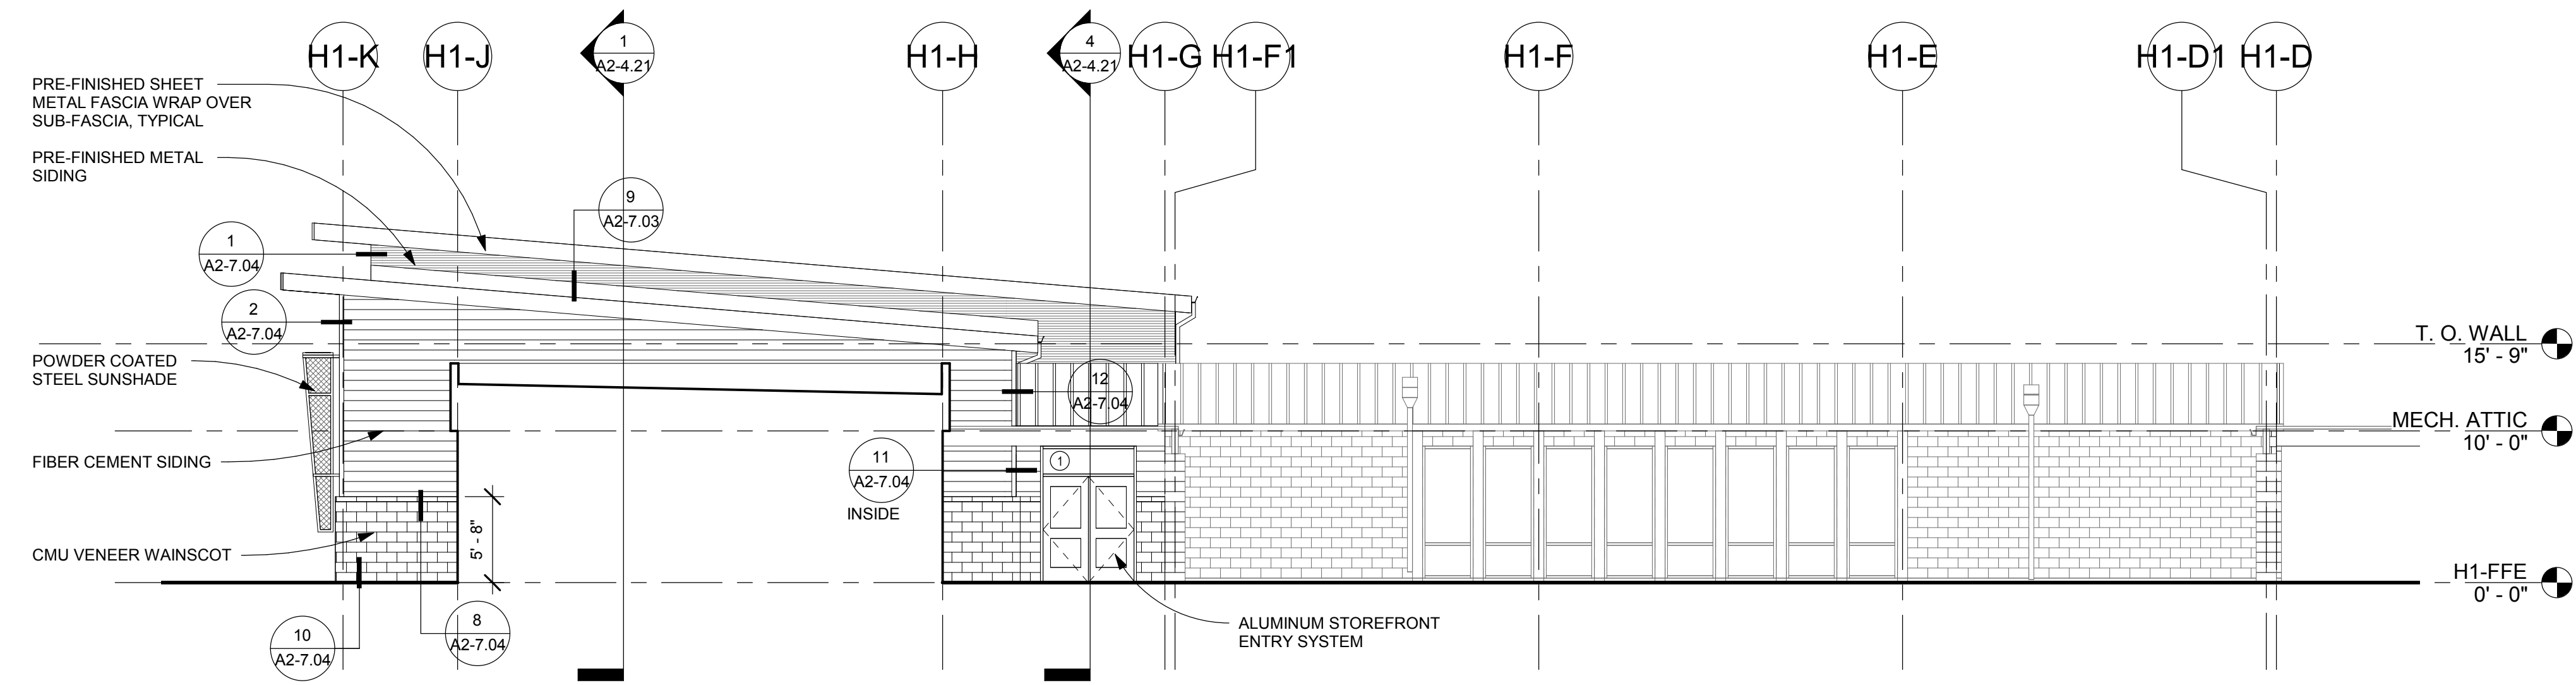 H1-K
H1-J
1
A2-4.21
H1-H
4
A2-4.21
H1-G
H1-F1
H1-F
H1-E
H1-D1
H1-D
PRE-FINISHED SHEET
METAL FASCIA WRAP OVER
SUB-FASCIA, TYPICAL
PRE-FINISHED METAL
SIDING
9
A2-7.03
1
A2-7.04
2
A2-7.04
T. O. WALL
15' - 9"
POWDER COATED
STEEL SUNSHADE
12
A2-7.04
MECH. ATTIC
10' - 0"
FIBER CEMENT SIDING
11
A2-7.04
INSIDE
1
5' - 8"
CMU VENEER WAINSCOT
H1-FFE
0' - 0"
10
A2-7.04
8
A2-7.04
ALUMINUM STOREFRONT
ENTRY SYSTEM